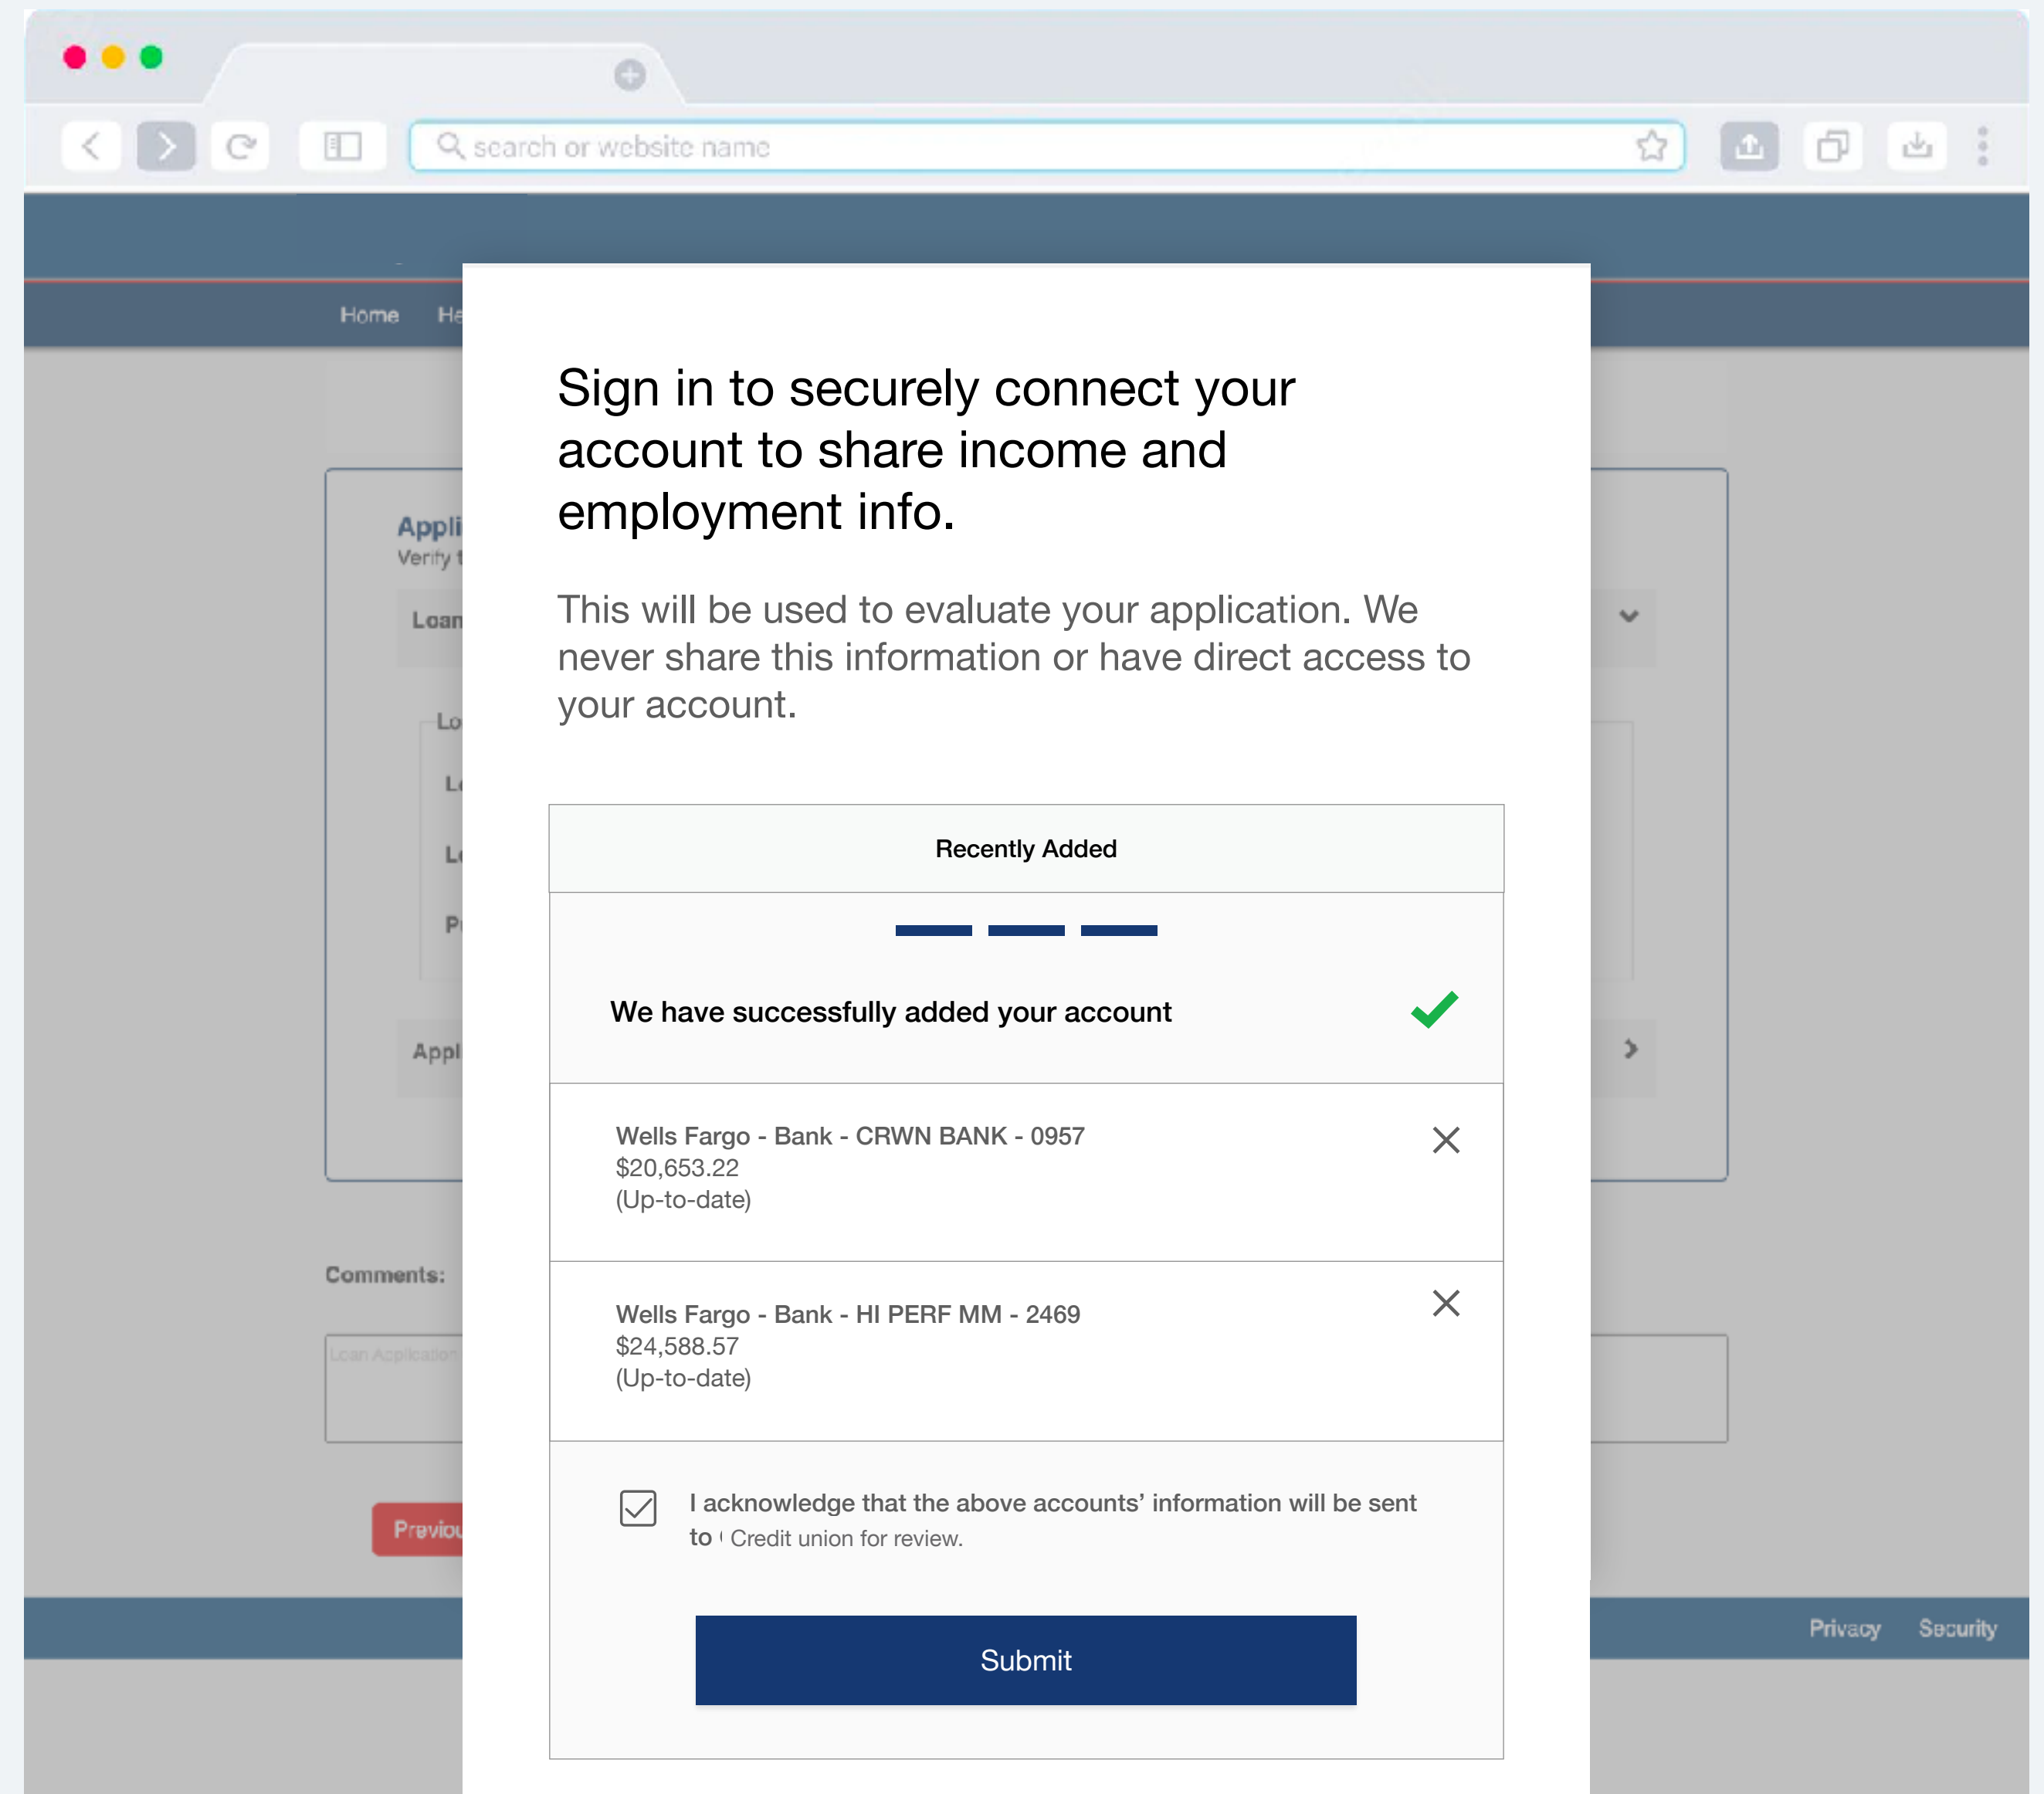 search or website name
Home
Sign in to securely connect your
account to share income and
employment info.
Verify
This will be used to evaluate your application. We
never share this information or have direct access to
your account.
Loan
Recently Added
We have successfully added your account
Wells Fargo - Bank - CRWN BANK - 0957
$20,653.22
(Up-to-date)
Wells Fargo - Bank - HI PERF MM - 2469
$24,588.57
(Up-to-date)
Comments:
Loan Application
I acknowledge that the above accounts’ information will be sent
to Credit union for review.
Submit
Privacy Security